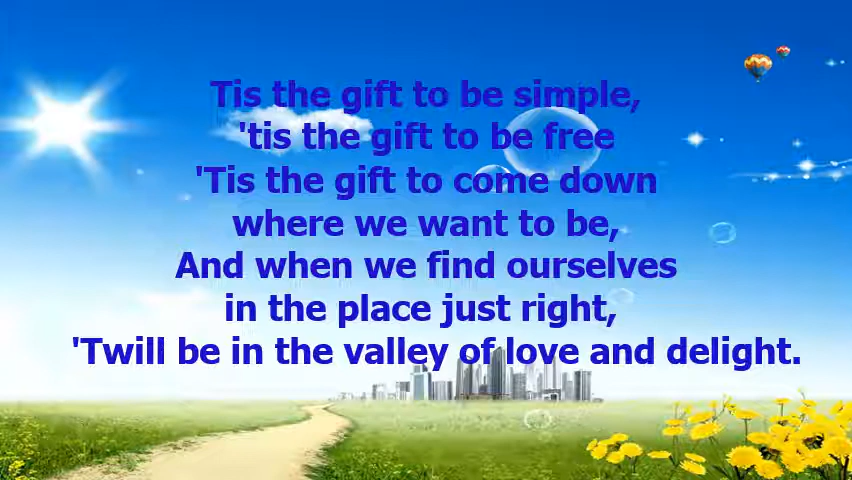 Tis the gift to be simple,
'tis the gift to be free
'Tis the gift to come down
where we want to be,
And when we find ourselves
in the place just right,
'Twill be in the valley of love and delight.